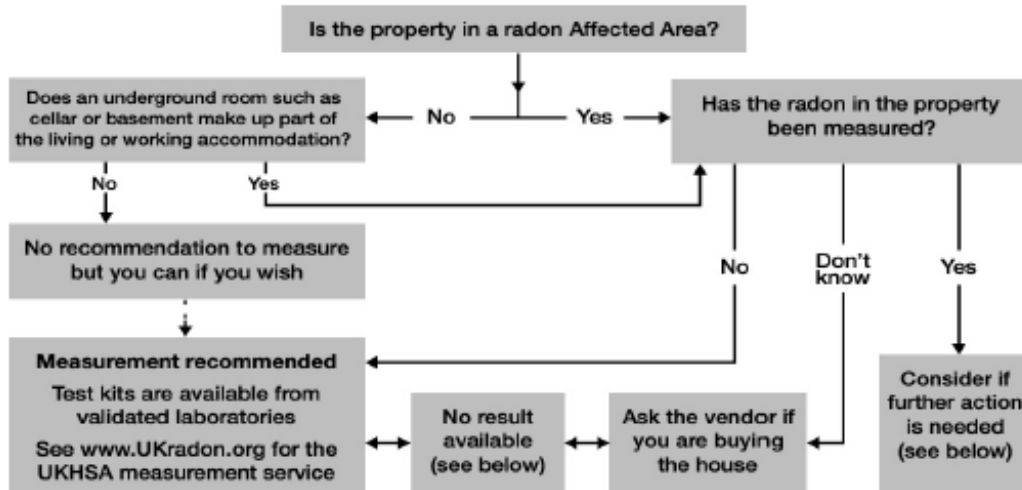 Is the property in a radon Affected Area?
Does an underground room such as
cellar or basement make up part of
the living or working accommodation?
No
Yes
Has the radon in the property
been measured?
No
Yes
No recommendation to measure
but you can if you wish
No
Don't
know
Yes
Measurement recommended
Test kits are available from
validated laboratories
See www.UKradon.org for the
UKHSA measurement service
No result
available
(see below)
Ask the vendor if
you are buying
the house
Consider if
further action
is needed
(see below)